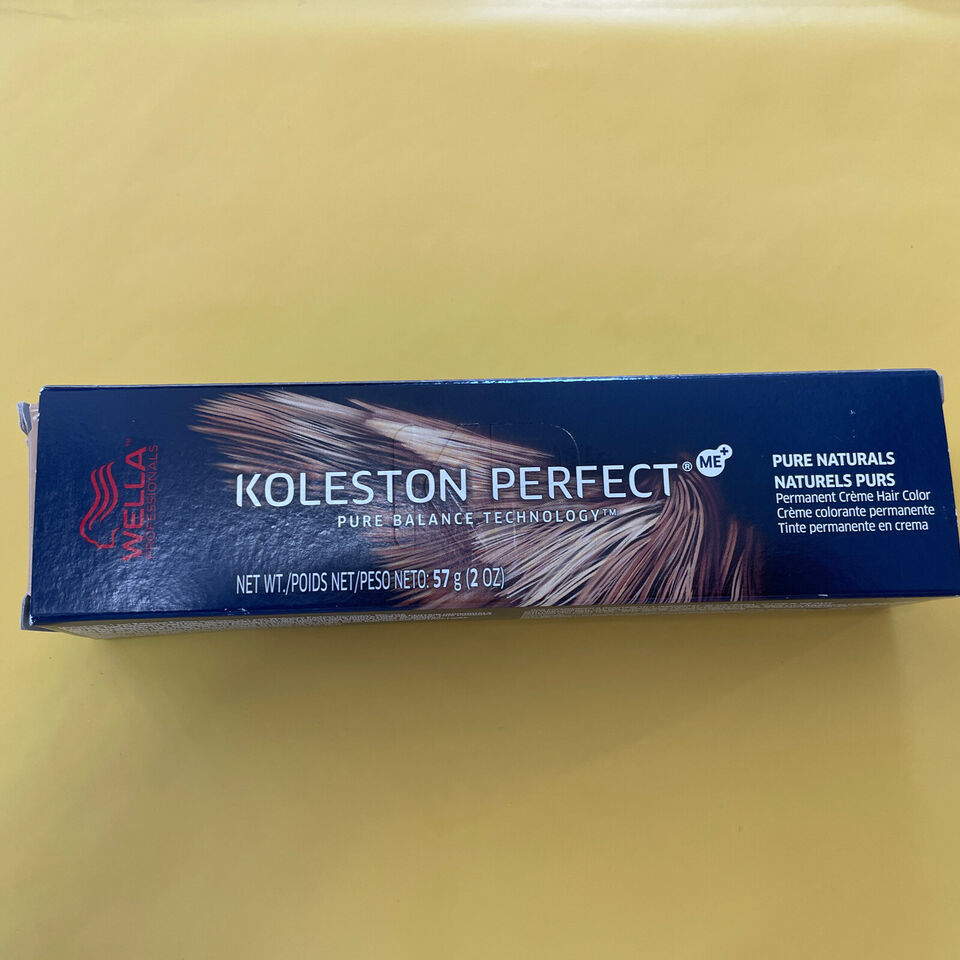 WELLA™
PROFESSIONALS
KOLESTON PERFECT® ME+
PURE BALANCE TECHNOLOGY™
NET WT./POIDS NET/PESO NETO: 57 g (2 OZ)
PURE NATURALS
NATURELS PURS
Permanent Crème Hair Color
Crème colorante permanente
Tinte permanente en crema